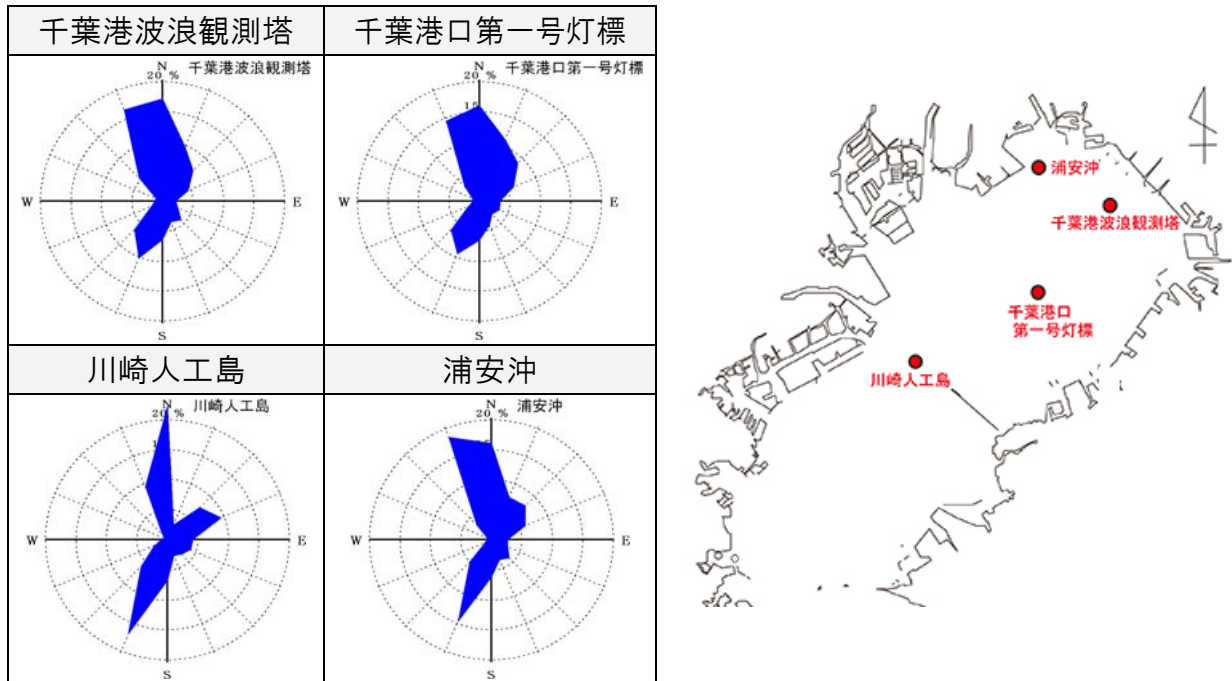 千葉港波浪観測塔
千葉港口第一号灯標
N 千葉港波浪観測塔
20 %
W
E
S
N 千葉港口第一号灯標
20 %
W
E
S
川崎人工島
浦安沖
N 川崎人工島
20 %
W
E
S
N 浦安沖
20 %
W
E
S
浦安沖
千葉港波浪観測塔
千葉港口
第一号灯標
川崎人工島